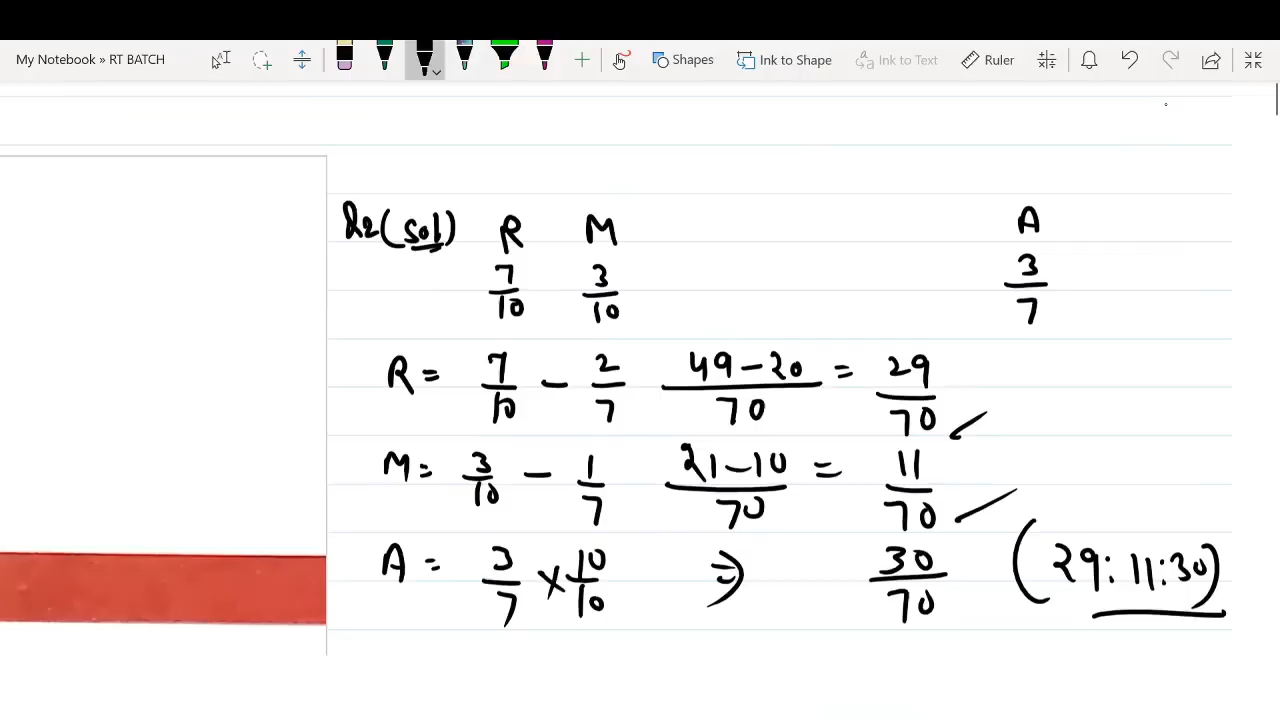 My Notebook » RT BATCH Shapes Ink to Shape Ink to Text Ruler
(sol) R M A
7/10 3/10 3/7
R = 7/10 - 2/7 49-20/70 = 29/70
M = 3/10 - 1/7 21-10/70 = 11/70
A = 3/7 × 10/10 ⇒ 30/70 (29:11:30)